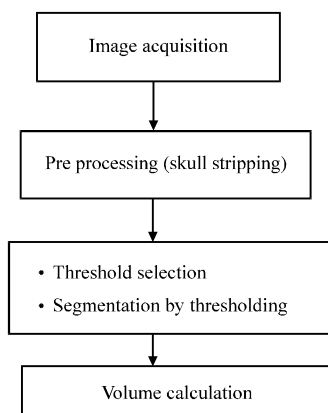 Image acquisition
Pre processing (skull stripping)
• Threshold selection
• Segmentation by thresholding
Volume calculation